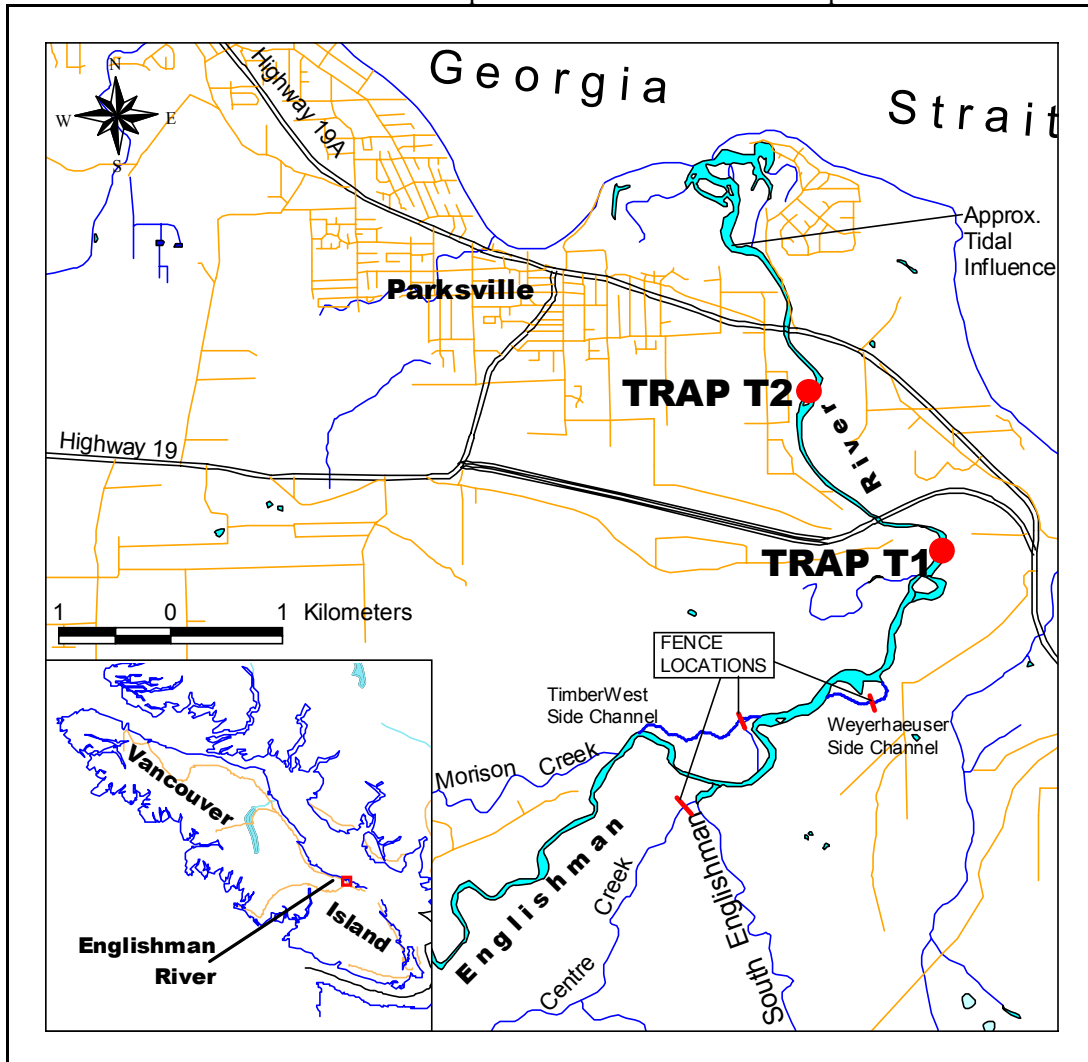 Georgia
Strait
N
W
E
S
Highway 19A
Approx.
Tidal
Influence
Parksville
TRAP T2
River
Highway 19
TRAP T1
1 0 1 Kilometers
FENCE
LOCATIONS
TimberWest
Side Channel
Weyerhaeuser
Side Channel
Morison Creek
Englishman
Centre Creek
South Englishman
Vancouver
Island
Englishman
River